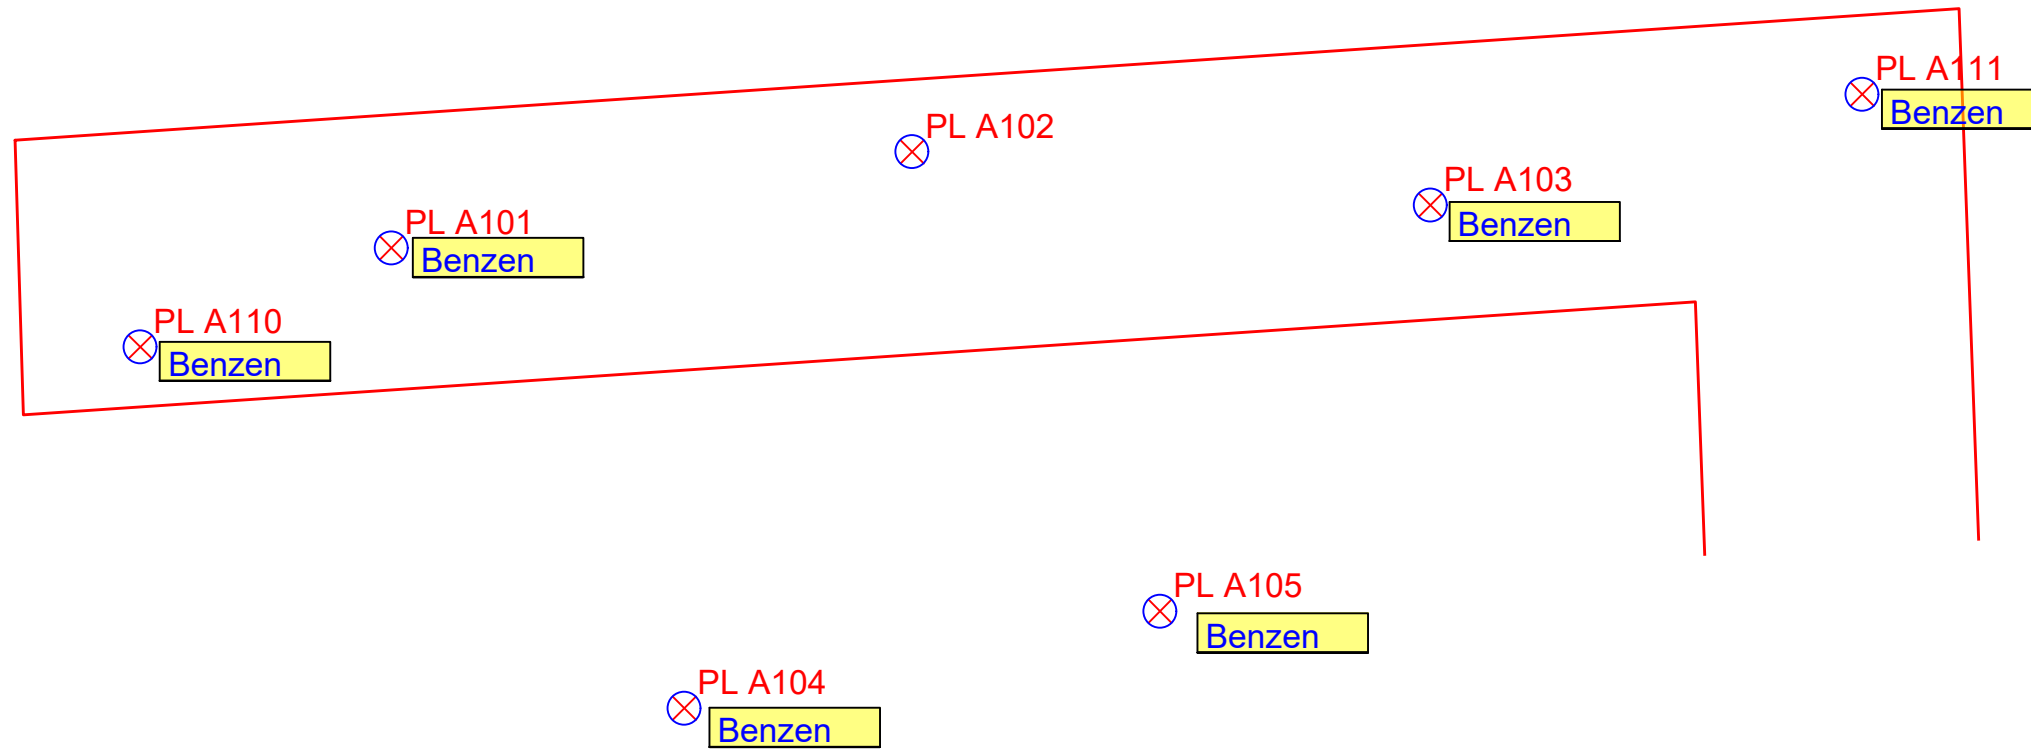 PL A111
Benzen
PL A102
PL A103
Benzen
PL A101
Benzen
PL A110
Benzen
PL A105
Benzen
PL A104
Benzen